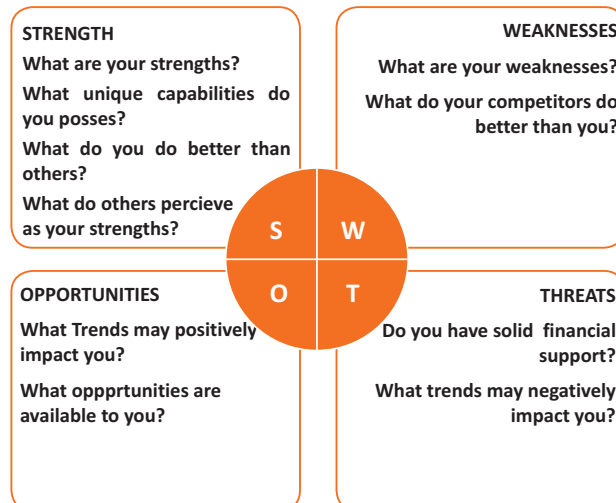 STRENGTH
What are your strengths?
What unique capabilities do
you posses?
What do you do better than
others?
What do others percieve
as your strengths?
WEAKNESSES
What are your weaknesses?
What do your competitors do
better than you?
S W
O T
OPPORTUNITIES
What Trends may positively
impact you?
What oppprtunities are
available to you?
THREATS
Do you have solid financial
support?
What trends may negatively
impact you?